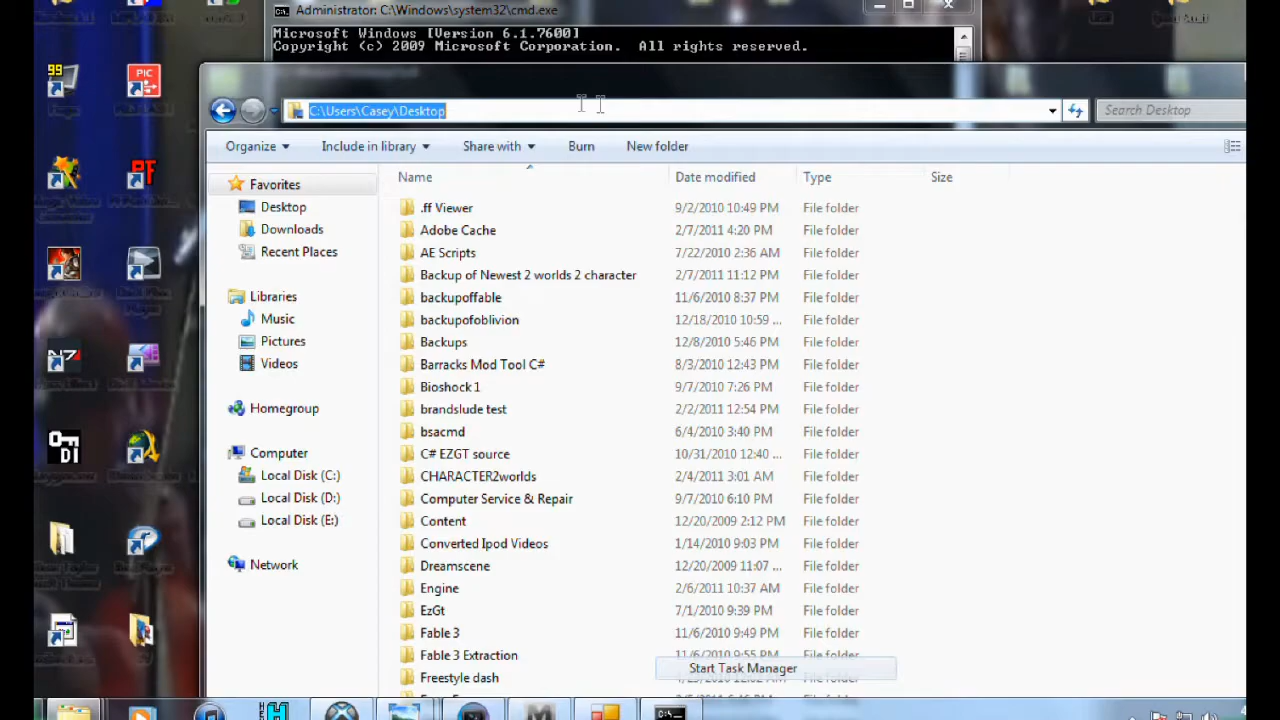 Administrator: C:\Windows\system32\cmd.exe
Microsoft Windows [Version 6.1.7600]
Copyright (c) 2009 Microsoft Corporation.  All rights reserved.
C:\Users\Casey\Desktop
Search Desktop
Organize
Include in library
Share with
Burn
New folder
Name
Date modified
Type
Size
Favorites
Desktop
Downloads
Recent Places
Libraries
Music
Pictures
Videos
Homegroup
Computer
Local Disk (C:)
Local Disk (D:)
Local Disk (E:)
Network
.ff Viewer 9/2/2010 10:49 PM File folder
Adobe Cache 2/7/2011 4:20 PM File folder
AE Scripts 7/22/2010 2:36 AM File folder
Backup of Newest 2 worlds 2 character 2/7/2011 11:12 PM File folder
backupoffable 11/6/2010 8:37 PM File folder
backupofoblivion 12/18/2010 10:59 ... File folder
Backups 12/8/2010 5:46 PM File folder
Barracks Mod Tool C# 8/3/2010 12:43 PM File folder
Bioshock 1 9/7/2010 7:26 PM File folder
brandslude test 2/2/2011 12:54 PM File folder
bsacmd 6/4/2010 3:40 PM File folder
C# EZGT source 10/31/2010 12:40 ... File folder
CHARACTER2worlds 2/4/2011 3:01 AM File folder
Computer Service & Repair 9/7/2010 6:10 PM File folder
Content 12/20/2009 2:12 PM File folder
Converted Ipod Videos 1/14/2010 9:03 PM File folder
Dreamscene 12/20/2009 11:07 ... File folder
Engine 2/6/2011 10:37 AM File folder
EzGt 7/1/2010 9:39 PM File folder
Fable 3 11/6/2010 9:49 PM File folder
Fable 3 Extraction 11/6/2010 9:55 PM File folder
Freestyle dash File folder
Start Task Manager
99
PIC
PF
N7